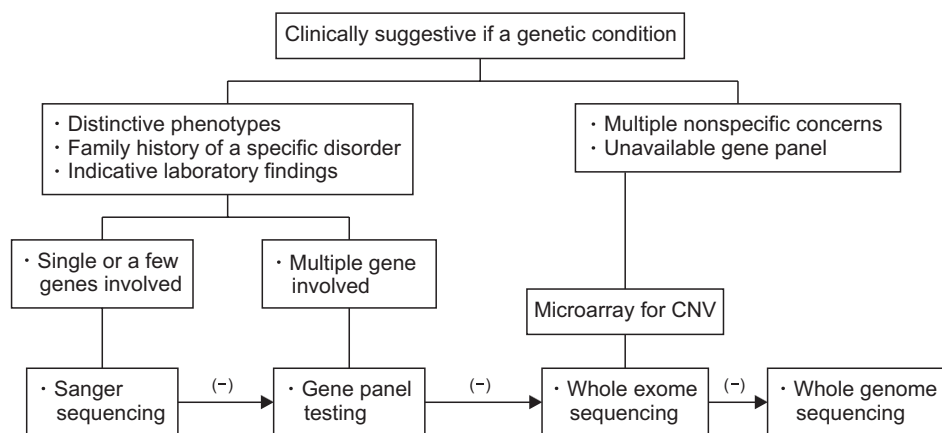 Clinically suggestive if a genetic condition
· Distinctive phenotypes
· Family history of a specific disorder
· Indicative laboratory findings
· Multiple nonspecific concerns
· Unavailable gene panel
· Single or a few
genes involved
· Multiple gene
involved
Microarray for CNV
· Sanger
sequencing
(−)
· Gene panel
testing
(−)
· Whole exome
sequencing
(−)
· Whole genome
sequencing